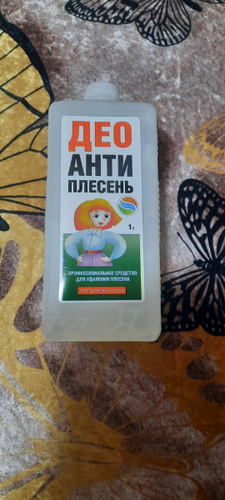 ДЕО
АНТИ
ПЛЕСЕНЬ
1л
ПРОФЕССИОНАЛЬНОЕ СРЕДСТВО
ДЛЯ УДАЛЕНИЯ ПЛЕСЕНИ